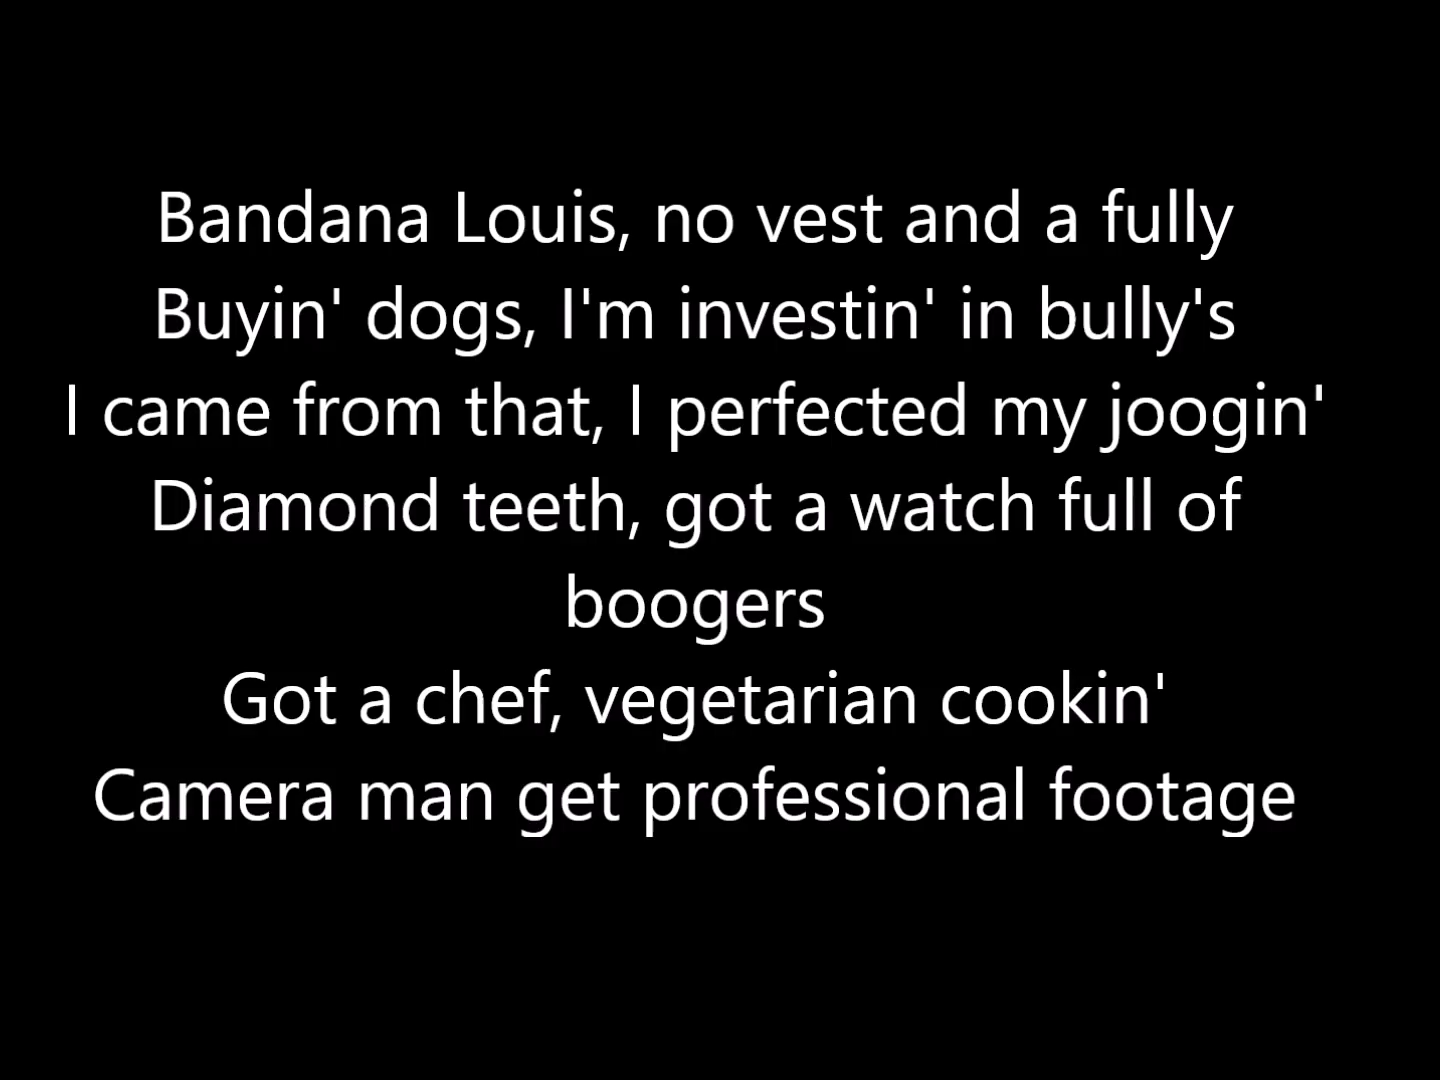 Bandana Louis, no vest and a fully
Buyin' dogs, I'm investin' in bully's
I came from that, I perfected my joogin'
Diamond teeth, got a watch full of
boogers
Got a chef, vegetarian cookin'
Camera man get professional footage